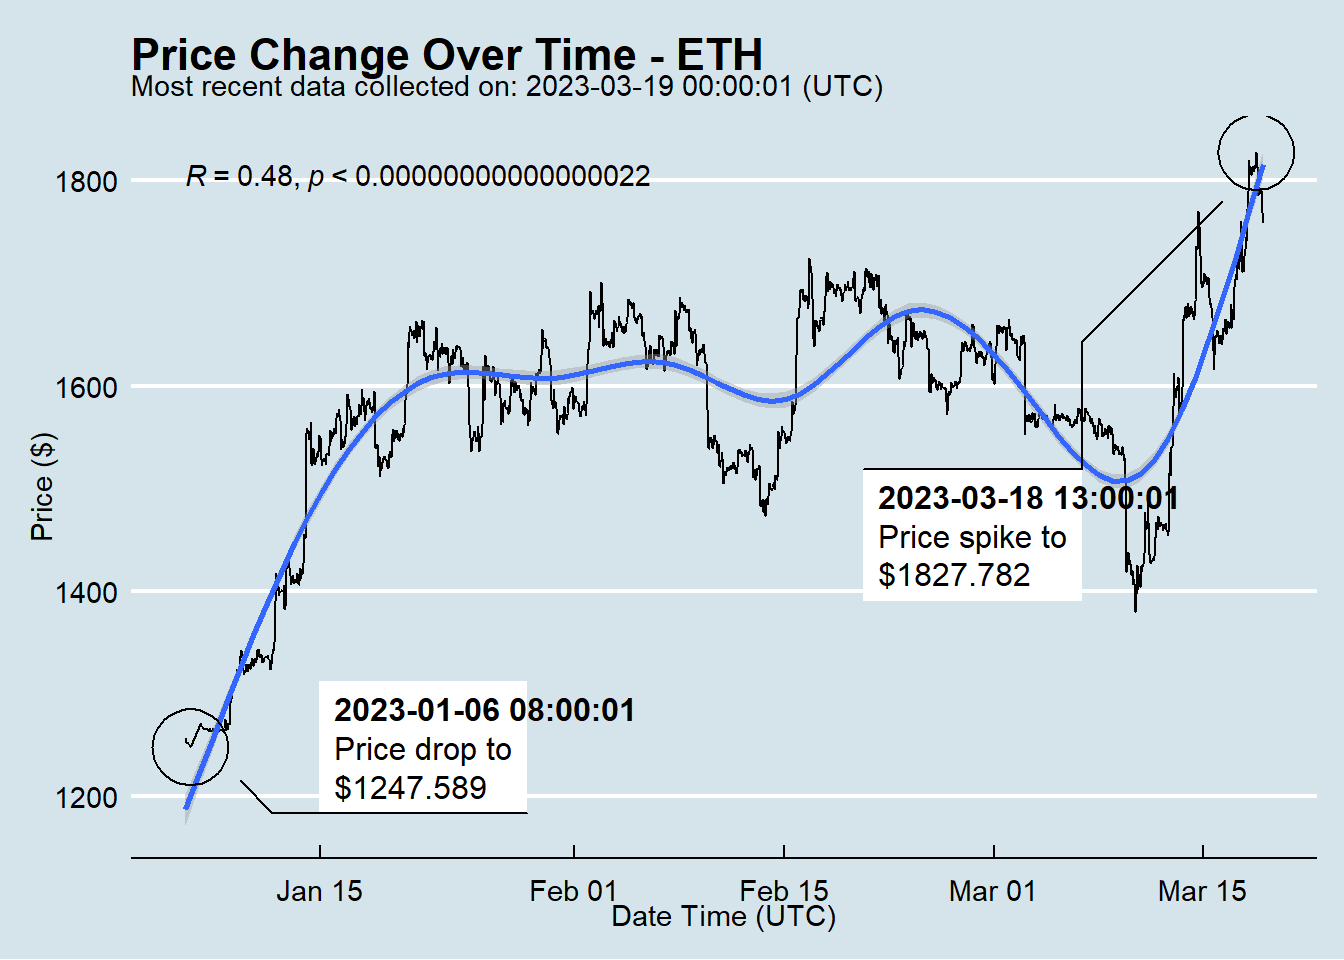 Price Change Over Time - ETH
Most recent data collected on: 2023-03-19 00:00:01 (UTC)
R = 0.48, p < 0.00000000000000022
1800
1600
1400
1200
Price ($)
2023-03-18 13:00:01
Price spike to
$1827.782
2023-01-06 08:00:01
Price drop to
$1247.589
Jan 15
Feb 01
Feb 15
Mar 01
Mar 15
Date Time (UTC)